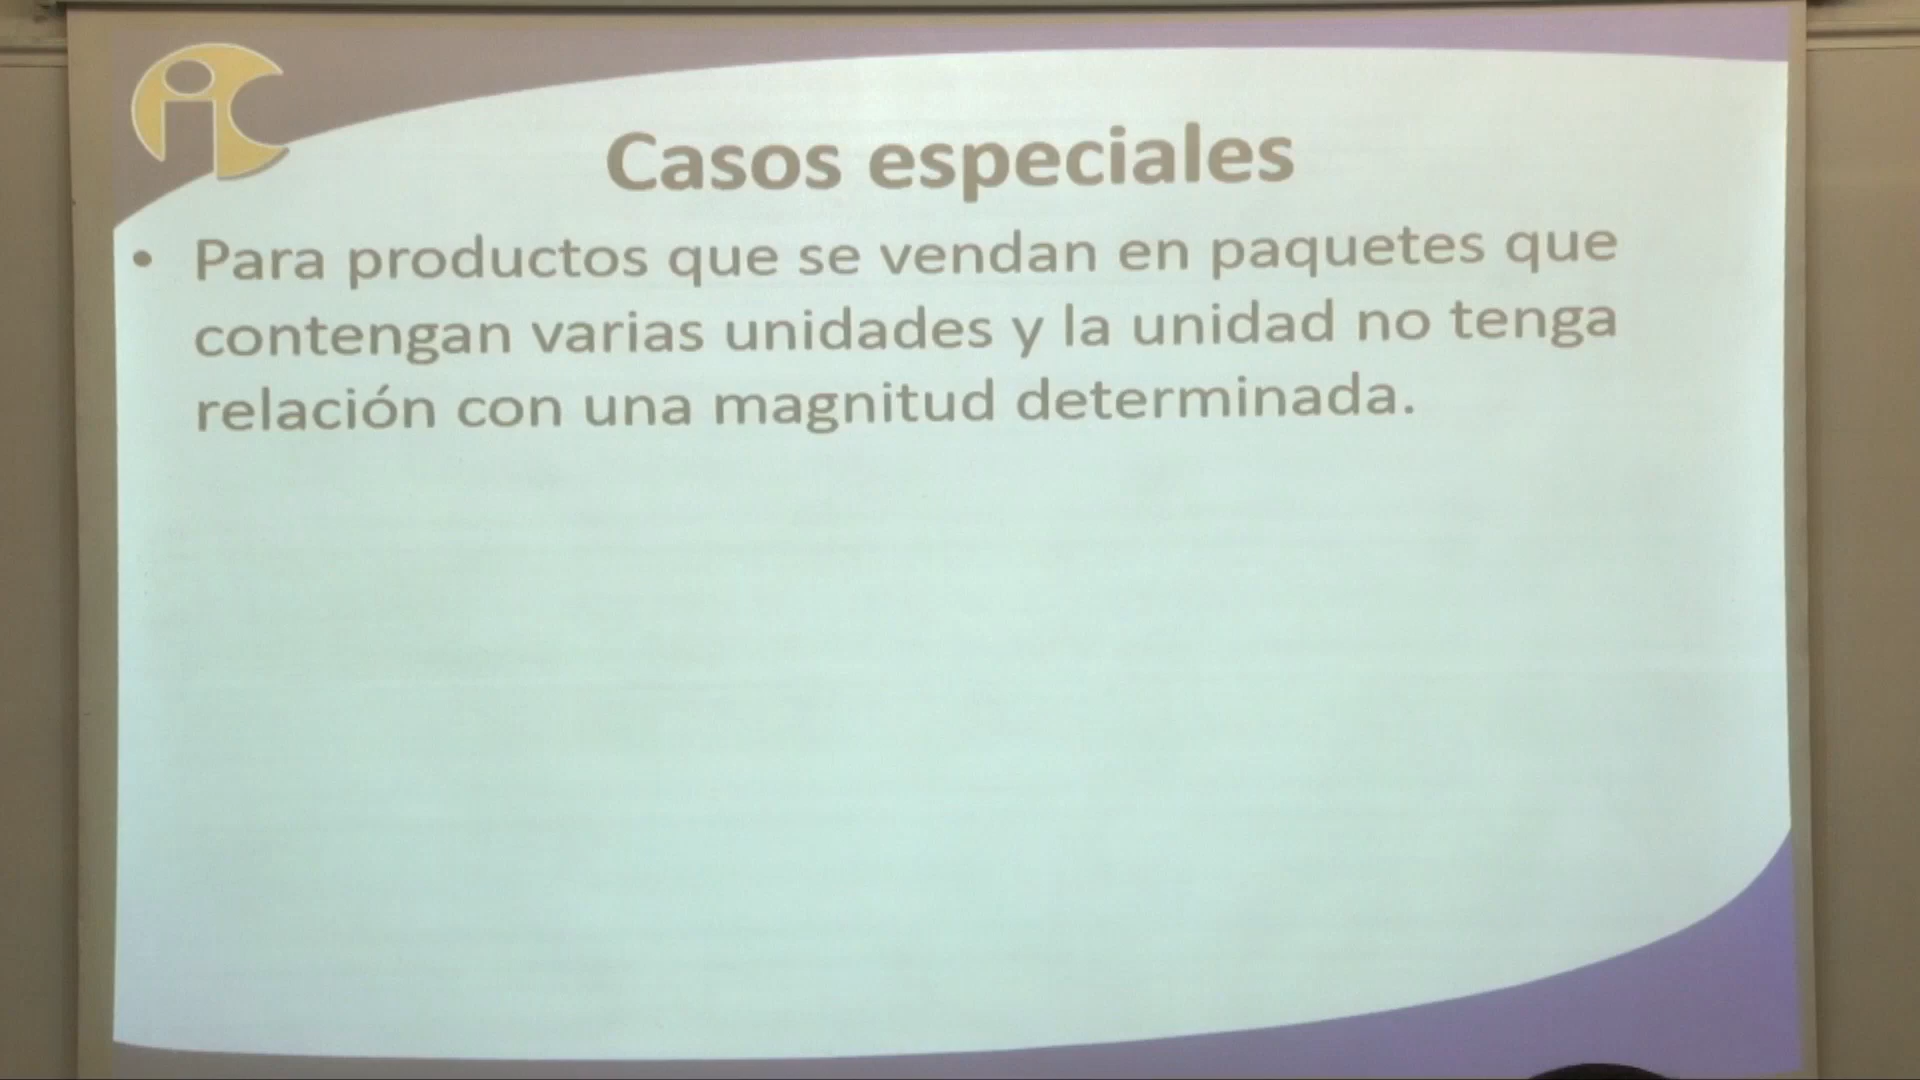 Casos especiales
• Para productos que se vendan en paquetes que
contengan varias unidades y la unidad no tenga
relación con una magnitud determinada.